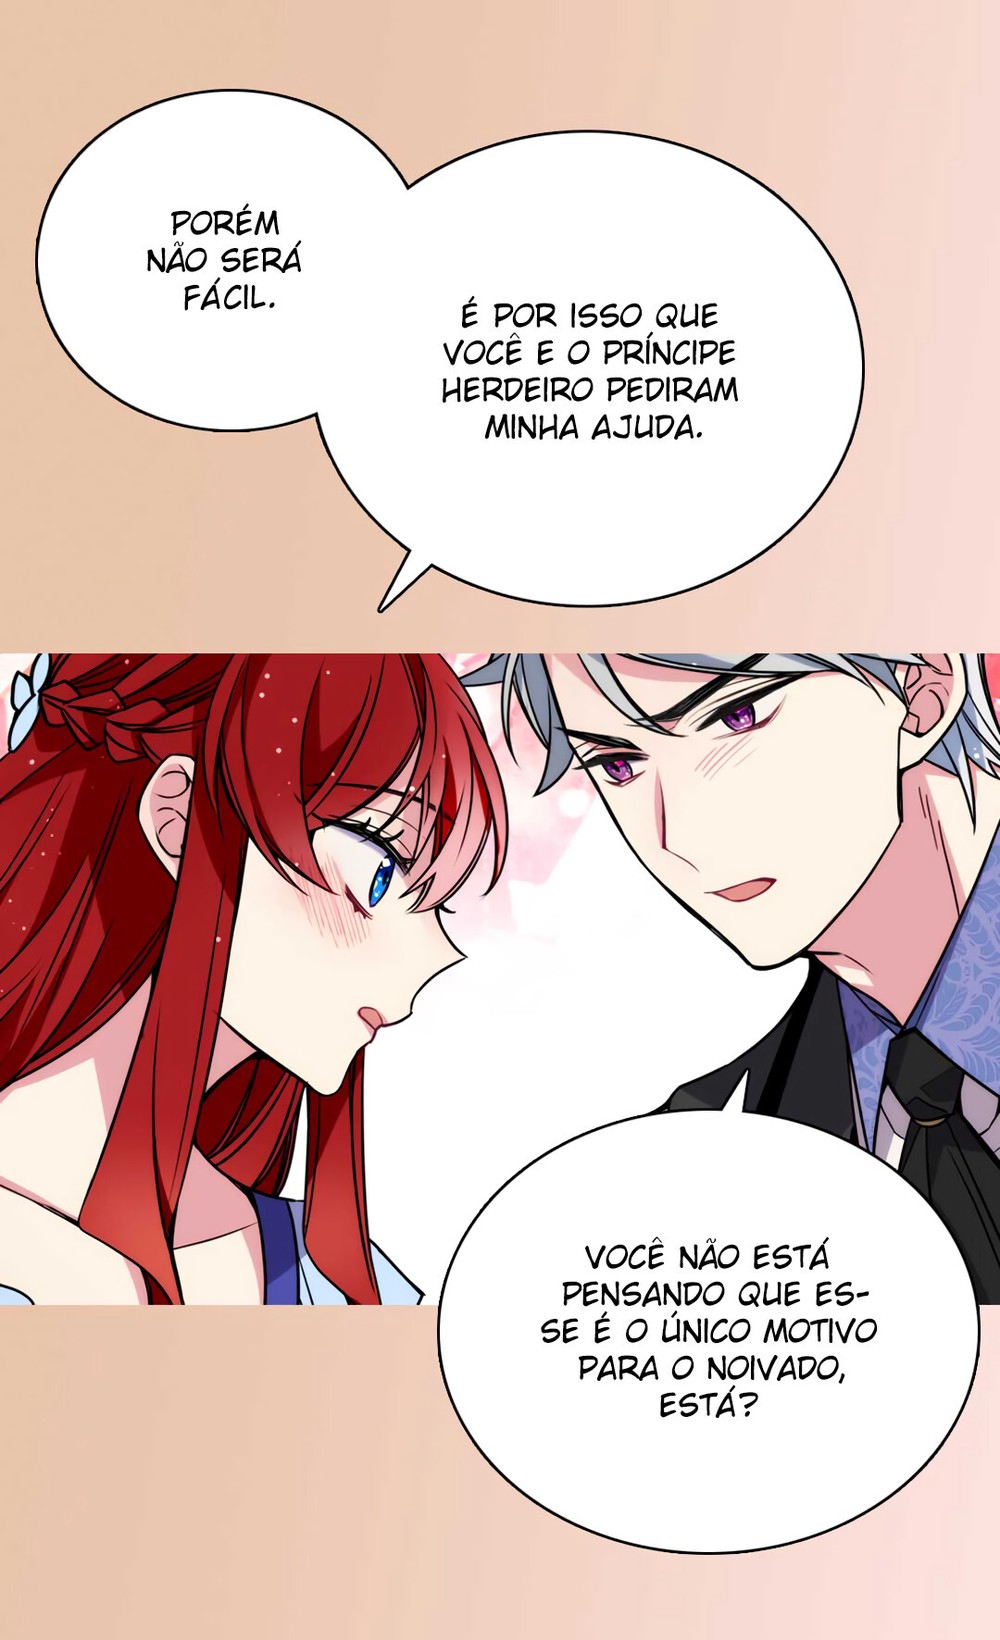 PORÉM
NÃO SERÁ
FÁCIL.
É POR ISSO QUE
VOCÊ E O PRÍNCIPE
HERDEIRO PEDIRAM
MINHA AJUDA.
VOCÊ NÃO ESTÁ
PENSANDO QUE ES-
SE É O ÚNICO MOTIVO
PARA O NOIVADO,
ESTÁ?